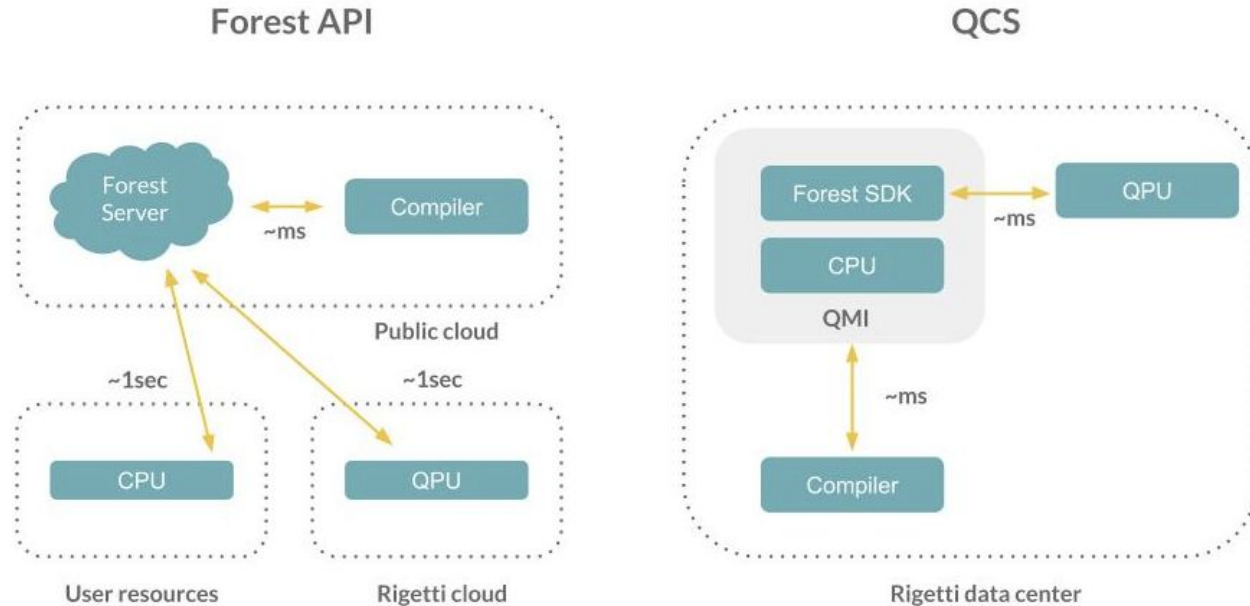 Forest API
Forest
Server
~ms
Compiler
Public cloud
~1sec
~1sec
CPU
QPU
User resources
Rigetti cloud
QCS
Forest SDK
~ms
QPU
CPU
QMI
~ms
Compiler
Rigetti data center